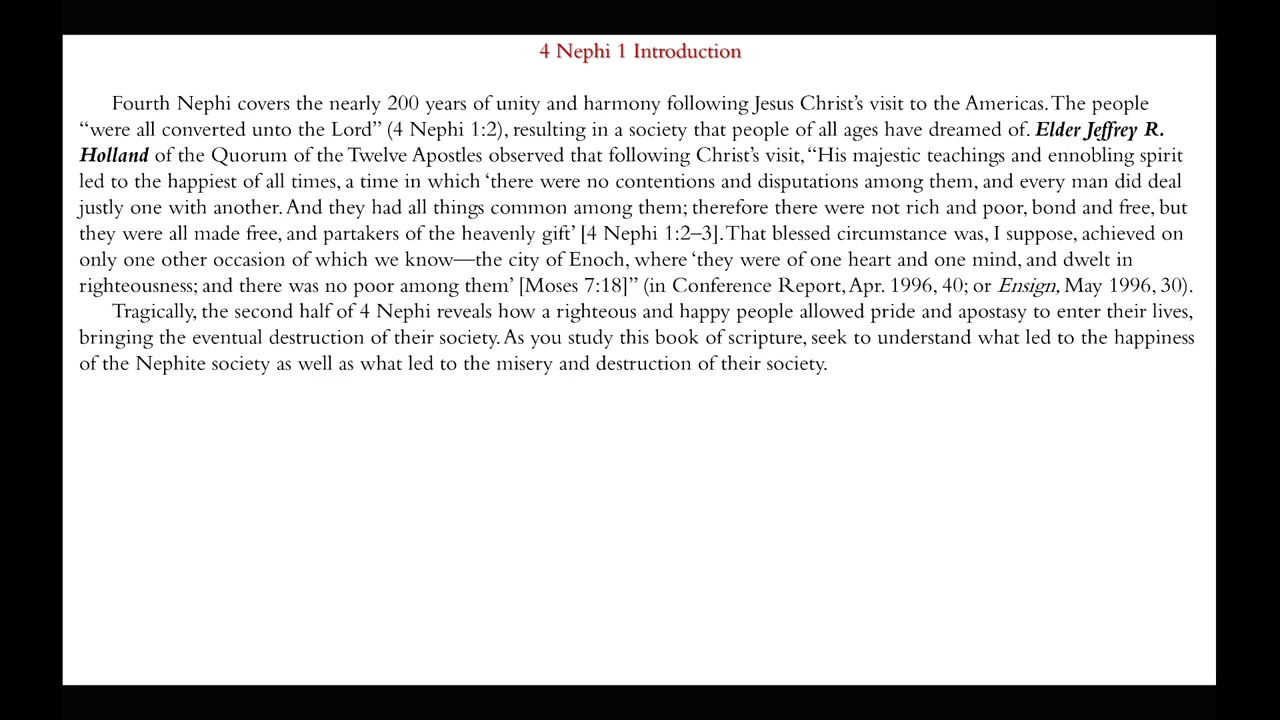 4 Nephi 1 Introduction
Fourth Nephi covers the nearly 200 years of unity and harmony following Jesus Christ’s visit to the Americas. The people
“were all converted unto the Lord” (4 Nephi 1:2), resulting in a society that people of all ages have dreamed of. Elder Jeffrey R.
Holland of the Quorum of the Twelve Apostles observed that following Christ’s visit, “His majestic teachings and ennobling spirit
led to the happiest of all times, a time in which ‘there were no contentions and disputations among them, and every man did deal
justly one with another. And they had all things common among them; therefore there were not rich and poor, bond and free, but
they were all made free, and partakers of the heavenly gift’ [4 Nephi 1:2–3]. That blessed circumstance was, I suppose, achieved on
only one other occasion of which we know—the city of Enoch, where ‘they were of one heart and one mind, and dwelt in
righteousness; and there was no poor among them’ [Moses 7:18]” (in Conference Report, Apr. 1996, 40; or Ensign, May 1996, 30).
Tragically, the second half of 4 Nephi reveals how a righteous and happy people allowed pride and apostasy to enter their lives,
bringing the eventual destruction of their society. As you study this book of scripture, seek to understand what led to the happiness
of the Nephite society as well as what led to the misery and destruction of their society.